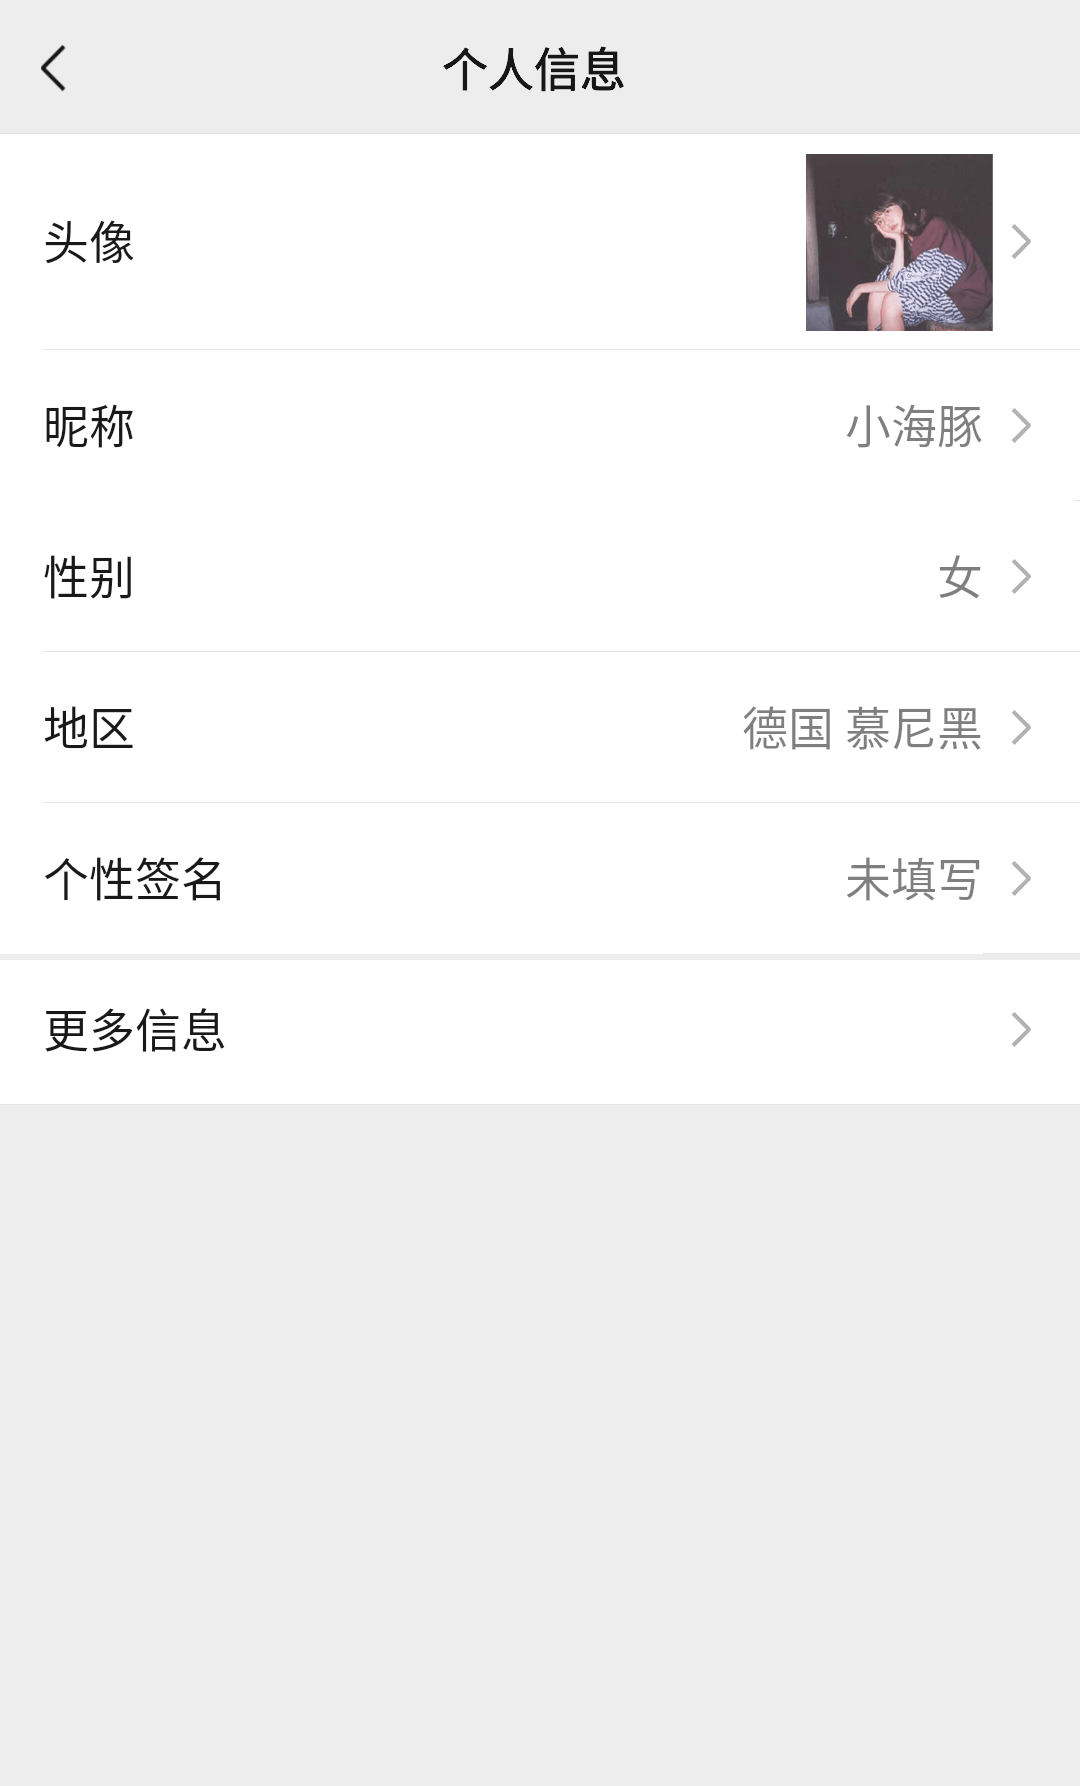 个人信息
头像
昵称 小海豚
性别 女
地区 德国 慕尼黑
个性签名 未填写
更多信息